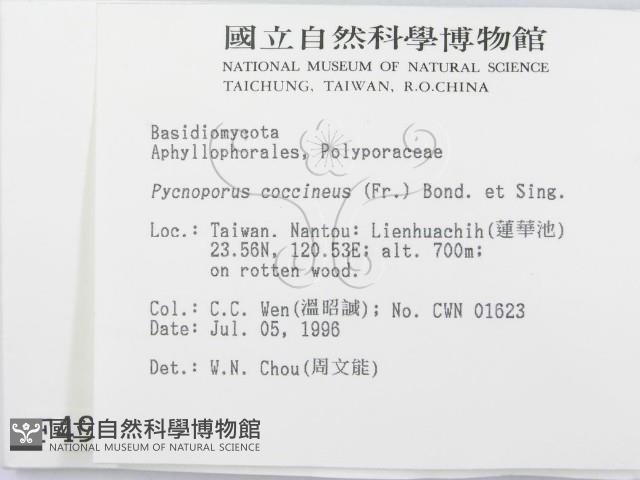 國立自然科學博物館
NATIONAL MUSEUM OF NATURAL SCIENCE
TAICHUNG, TAIWAN, R.O.CHINA
Basidiomycota
Aphyllophorales, Polyporaceae
Pycnoporus coccineus (Fr.) Bond. et Sing.
Loc.: Taiwan. Nantou: Lienhuachih(蓮華池)
23.56N, 120.53E; alt. 700m;
on rotten wood.
Col.: C.C. Wen(溫昭誠); No. CWN 01623
Date: Jul. 05, 1996
Det.: W.N. Chou(周文能)
49
國立自然科學博物館
NATIONAL MUSEUM OF NATURAL SCIENCE